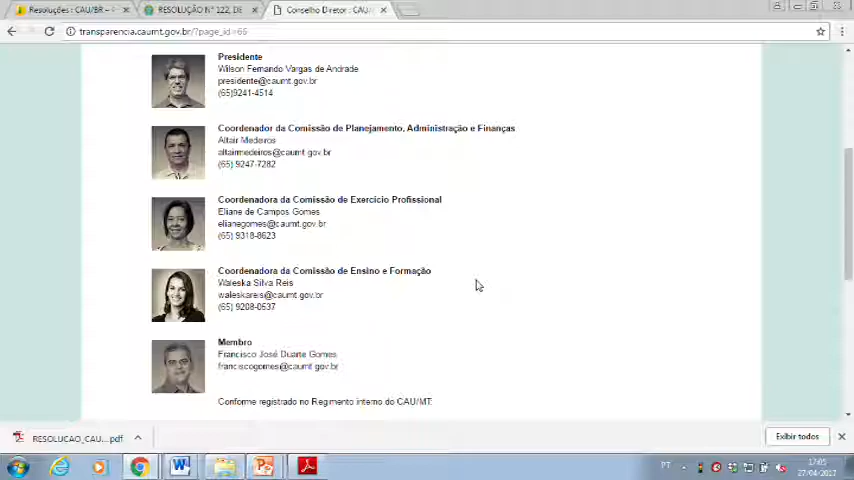 Resoluções : CAU/BR –
RESOLUÇÃO N° 122, DE
Conselho Diretor : CAU/
transparencia.caumt.gov.br/?page_id=66
Presidente
Wilson Fernando Vargas de Andrade
presidente@caumt.gov.br
(65)9241-4514
Coordenador da Comissão de Planejamento, Administração e Finanças
Altair Medeiros
altairmedeiros@caumt.gov.br
(65) 9247-7282
Coordenadora da Comissão de Exercício Profissional
Eliane de Campos Gomes
elianegomes@caumt.gov.br
(65) 9318-8623
Coordenadora da Comissão de Ensino e Formação
Waleska Silva Reis
waleskareis@caumt.gov.br
(65) 9208-0537
Membro
Francisco José Duarte Gomes
franciscogomes@caumt.gov.br
Conforme registrado no Regimento interno do CAU/MT:
RESOLUCAO_CAU....pdf
Exibir todos
PT
17:05
27/04/2017